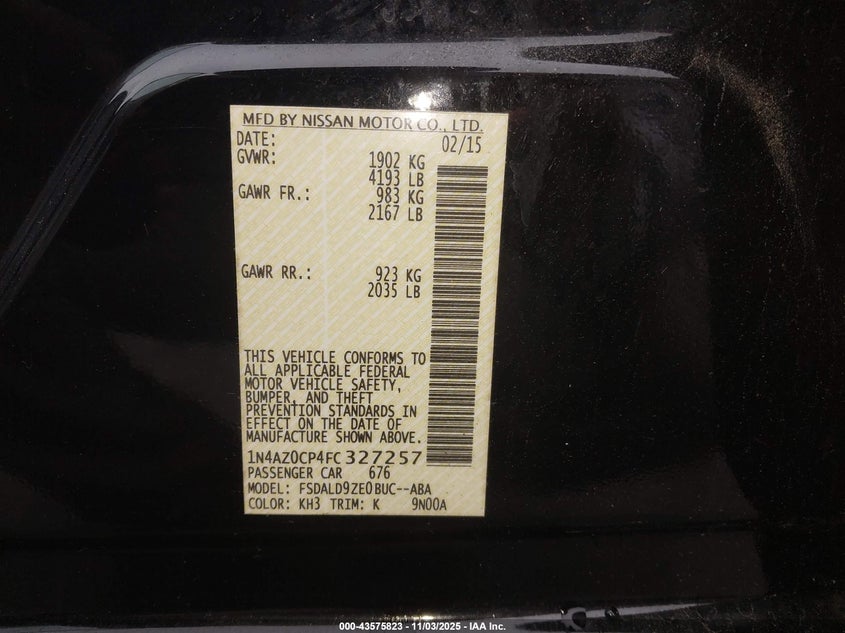 MFD BY NISSAN MOTOR CO., LTD.
DATE: 02/15
GVWR: 1902 KG
4193 LB
GAWR FR.: 983 KG
2167 LB
GAWR RR.: 923 KG
2035 LB
THIS VEHICLE CONFORMS TO
ALL APPLICABLE FEDERAL
MOTOR VEHICLE SAFETY,
BUMPER, AND THEFT
PREVENTION STANDARDS IN
EFFECT ON THE DATE OF
MANUFACTURE SHOWN ABOVE.
1N4AZ0CP4FC327257
PASSENGER CAR 676
MODEL: FSDALD9ZE0BUC--ABA
COLOR: KH3 TRIM: K 9N00A
000-43575823 - 11/03/2025 - IAA Inc.